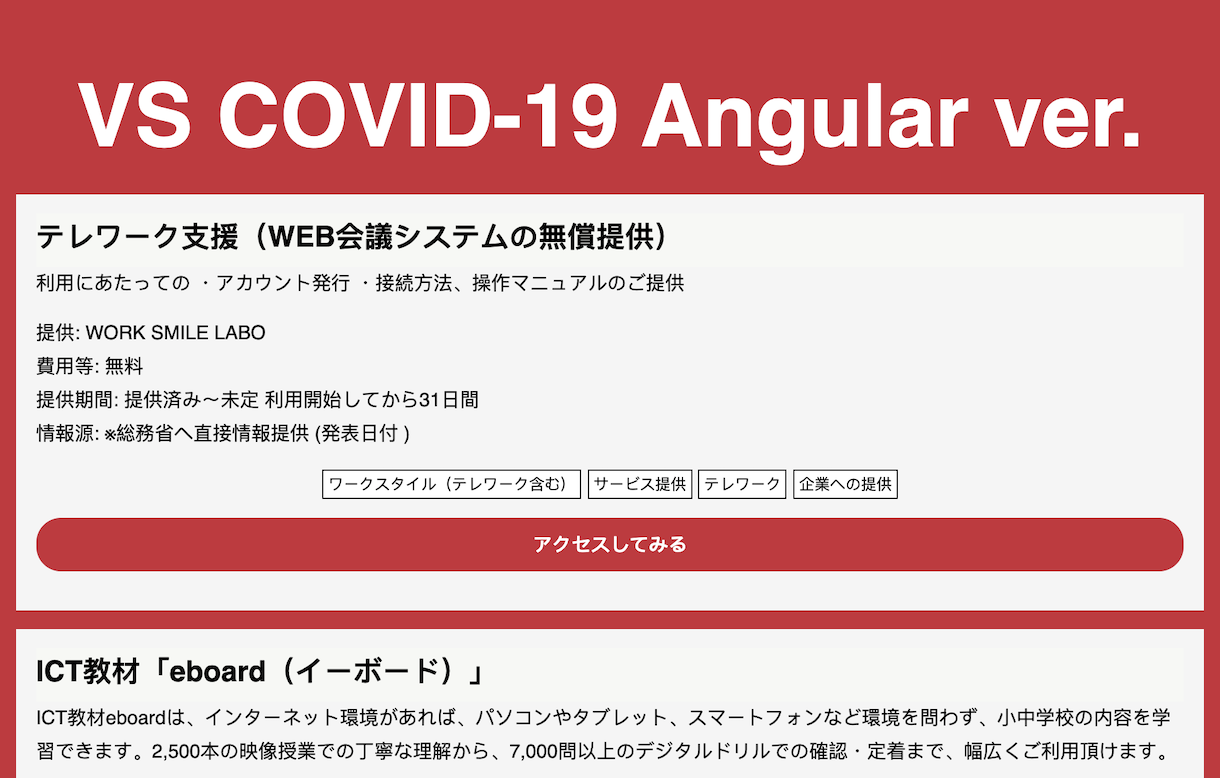 VS COVID-19 Angular ver.
テレワーク支援（WEB会議システムの無償提供）
利用にあたっての ・アカウント発行 ・接続方法、操作マニュアルのご提供
提供: WORK SMILE LABO
費用等: 無料
提供期間: 提供済み～未定 利用開始してから31日間
情報源: ※総務省へ直接情報提供 (発表日付 )
ワークスタイル（テレワーク含む） サービス提供 テレワーク 企業への提供
アクセスしてみる
ICT教材「eboard（イーボード）」
ICT教材eboardは、インターネット環境があれば、パソコンやタブレット、スマートフォンなど環境を問わず、小中学校の内容を学
習できます。2,500本の映像授業での丁寧な理解から、7,000問以上のデジタルドリルでの確認・定着まで、幅広くご利用頂けます。